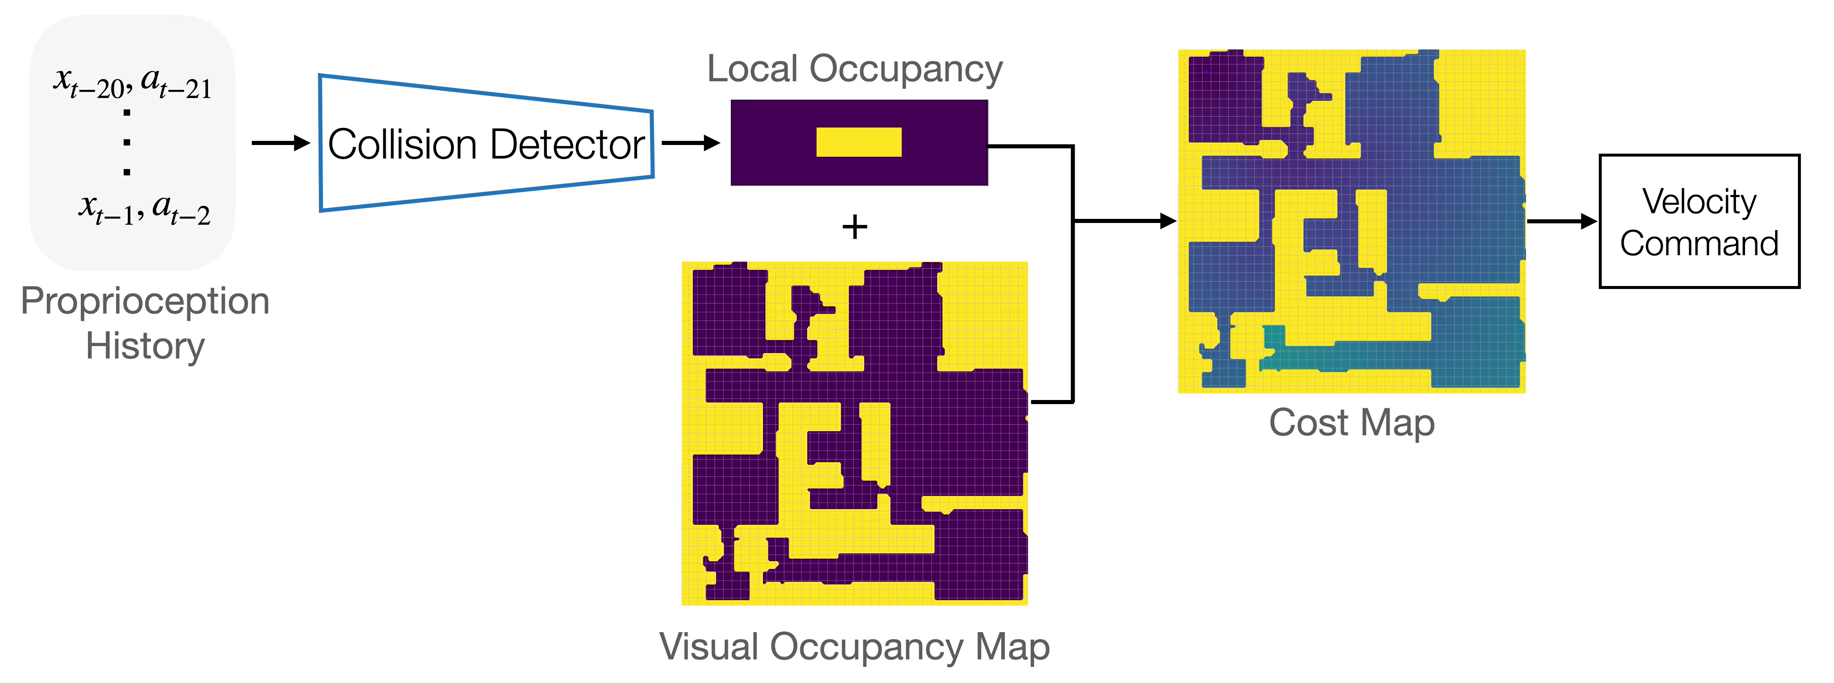 x_{t-20}, a_{t-21}
x_{t-1}, a_{t-2}
Proprioception
History
Collision Detector
Local Occupancy
+
Visual Occupancy Map
Cost Map
Velocity
Command